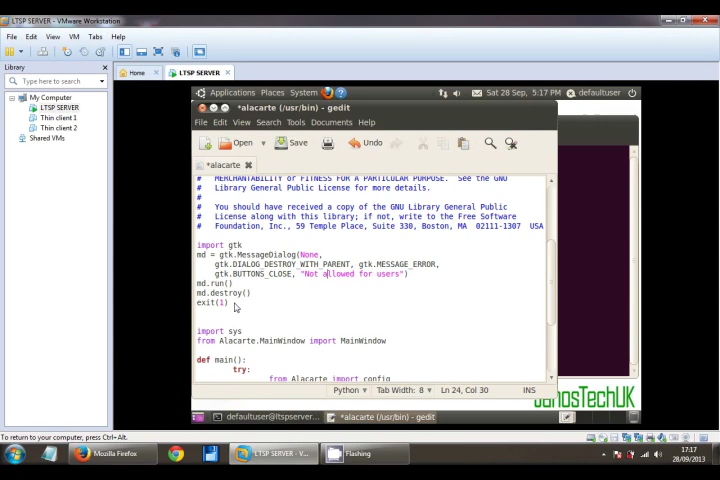 LTSP SERVER - VMware Workstation
File Edit View VM Tabs Help
Library
Type here to search
My Computer
LTSP SERVER
Thin client 1
Thin client 2
Shared VMs
Home
LTSP SERVER
Applications Places System
Sat 28 Sep, 5:17 PM defaultuser
*alacarte (/usr/bin) - gedit
File Edit View Search Tools Documents Help
Open Save Undo
*alacarte
# MERCHANTABILITY or FITNESS FOR A PARTICULAR PURPOSE. See the GNU
# Library General Public License for more details.
#
# You should have received a copy of the GNU Library General Public
# License along with this library; if not, write to the Free Software
# Foundation, Inc., 59 Temple Place, Suite 330, Boston, MA 02111-1307 USA
import gtk
md = gtk.MessageDialog(None,
gtk.DIALOG_DESTROY_WITH_PARENT, gtk.MESSAGE_ERROR,
gtk.BUTTONS_CLOSE, "Not allowed for users")
md.run()
md.destroy()
exit(1)
import sys
from Alacarte.MainWindow import MainWindow
def main():
try:
from Alacarte import config
Python Tab Width: 8 Ln 24, Col 30 INS
defaultuser@ltspserver...
*alacarte (/usr/bin) - gedit
To return to your computer, press Ctrl+Alt.
Mozilla Firefox
LTSP SERVER - V...
Flashing
17:17
28/09/2013